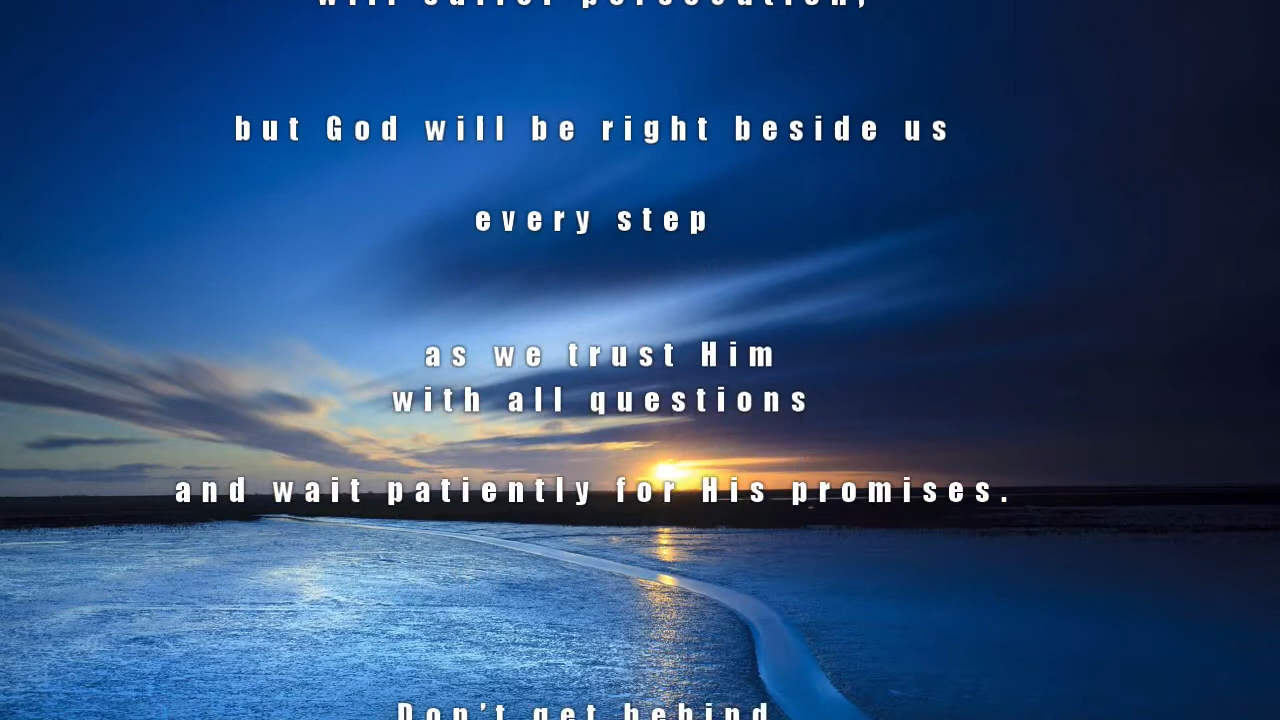 will suffer persecution,
but God will be right beside us
every step
as we trust Him
with all questions
and wait patiently for His promises.
Don't get behind